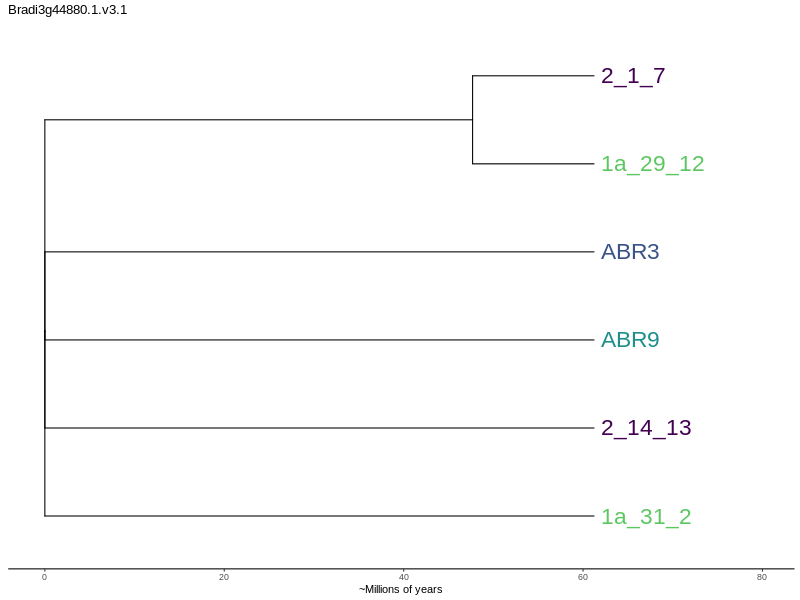 Bradi3g44880.1.v3.1
2_1_7
1a_29_12
ABR3
ABR9
2_14_13
1a_31_2
0 20 40 60 80
~Millions of years